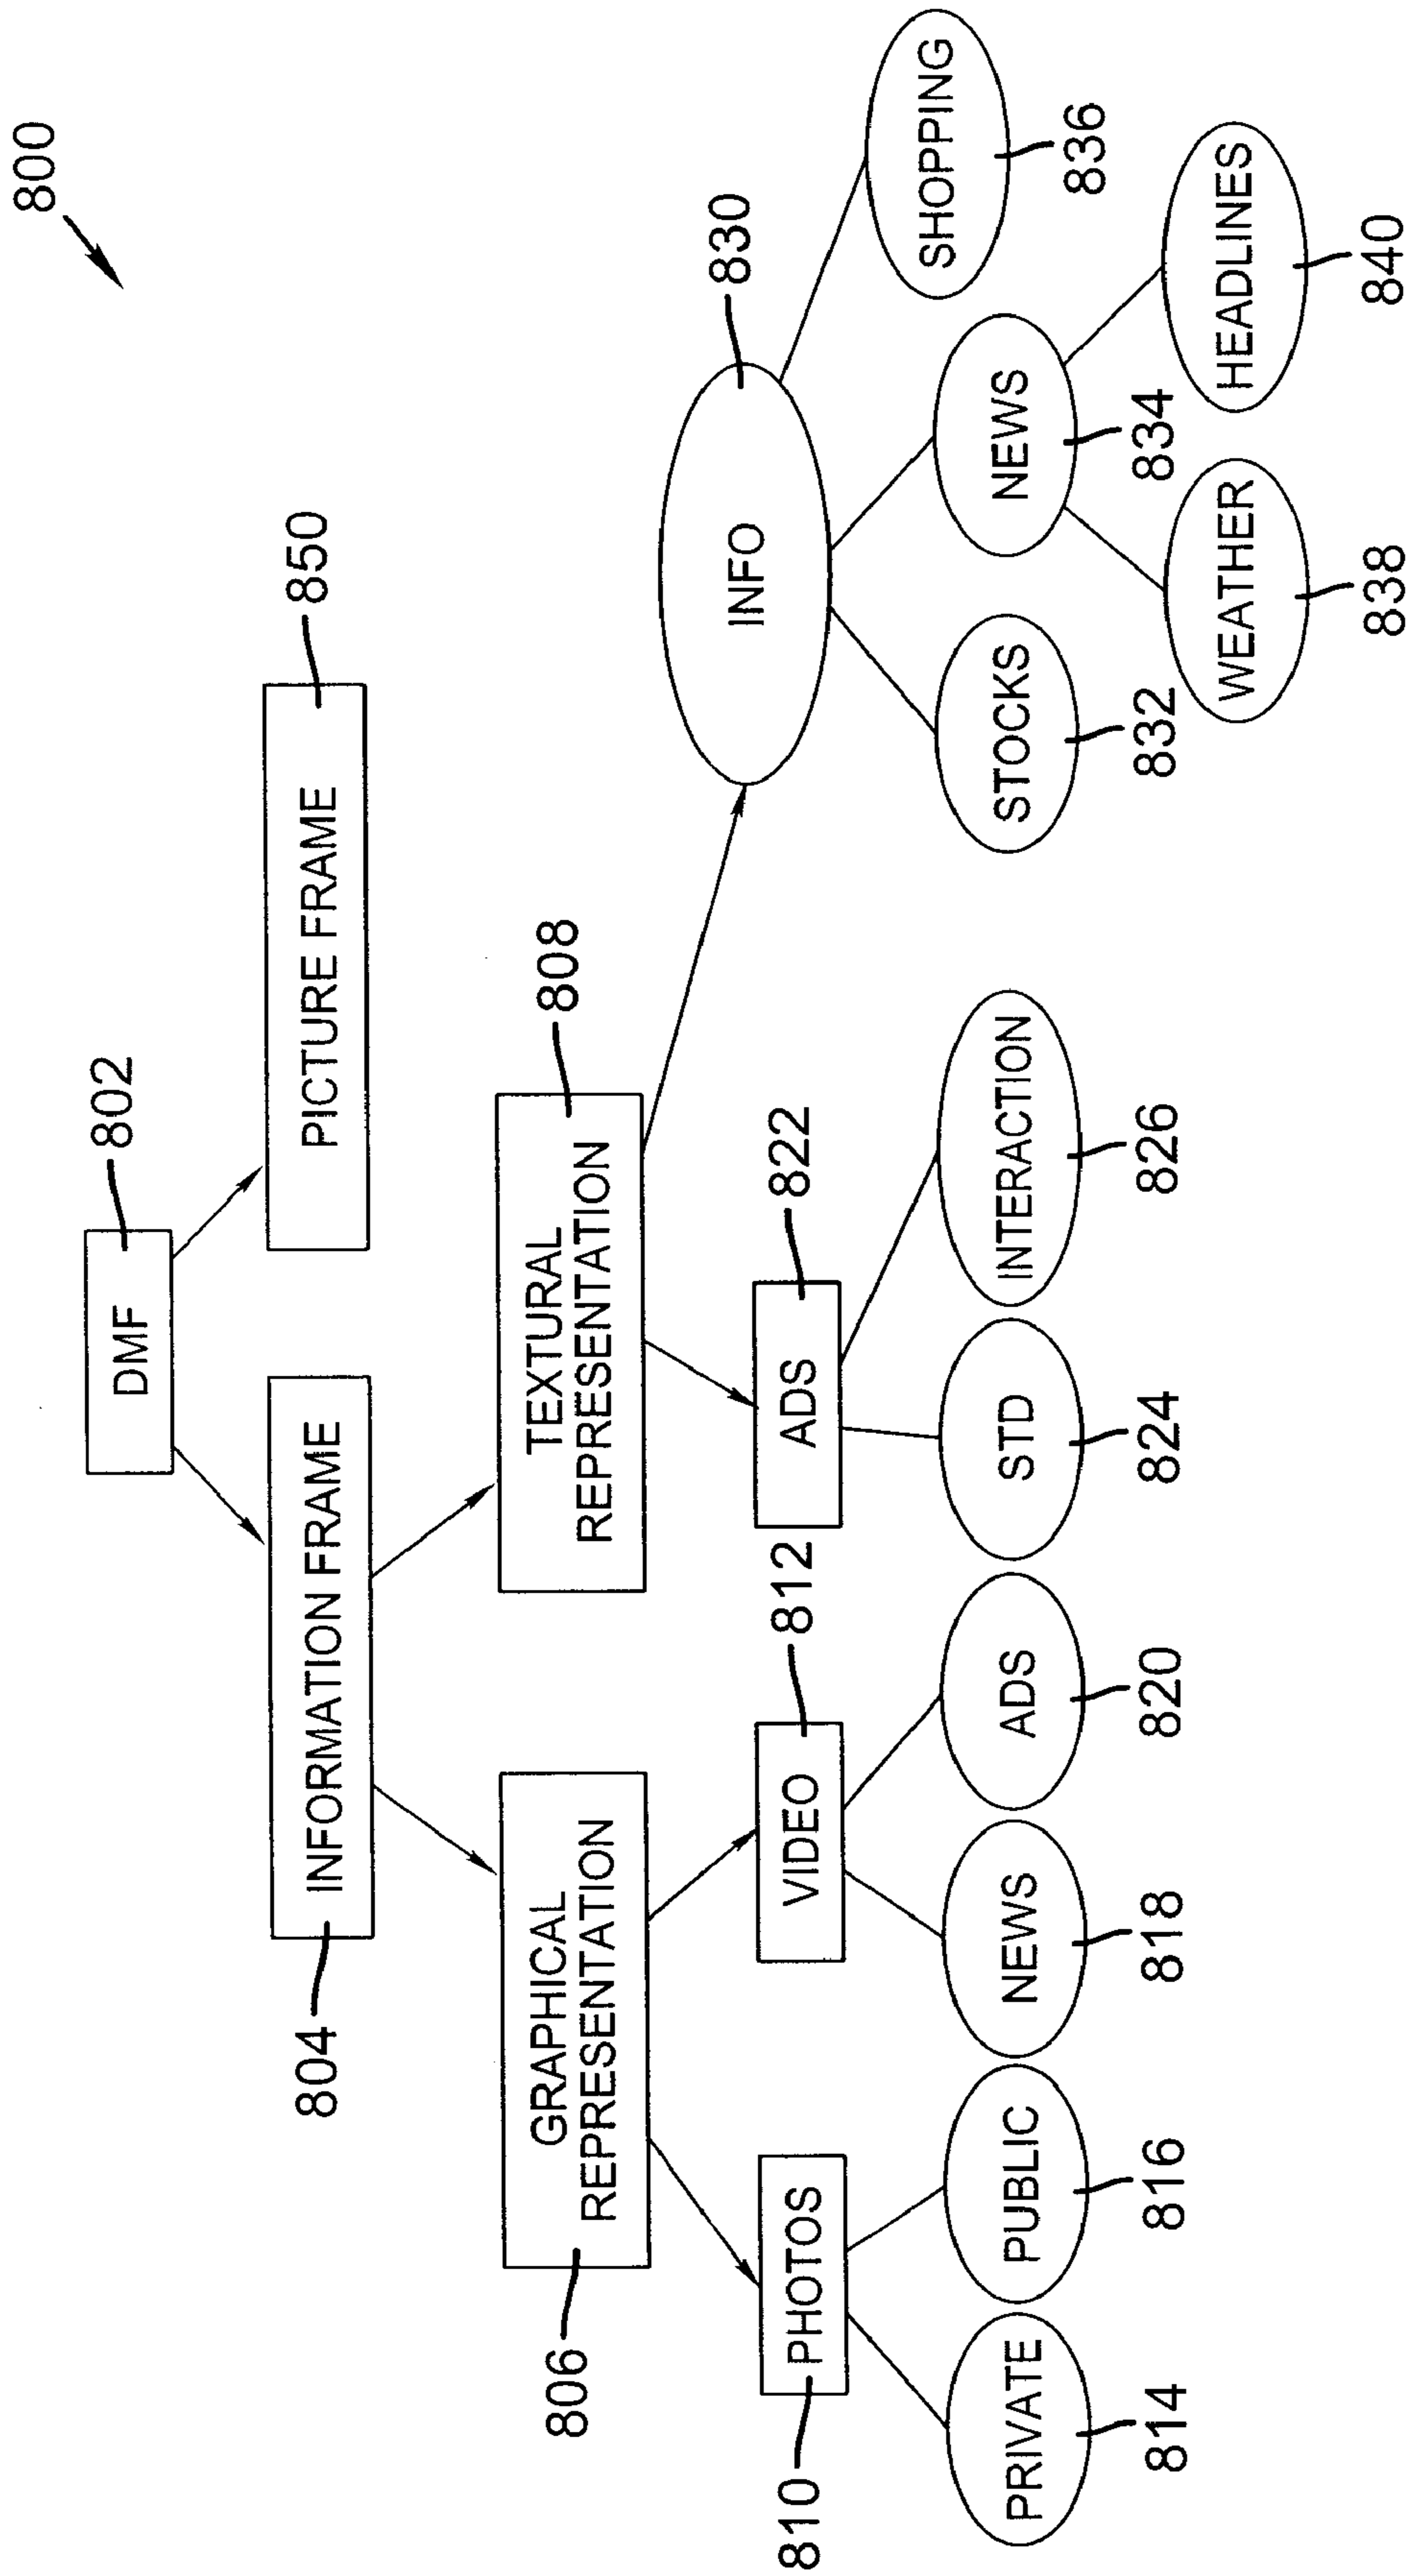 800
DMF
802
804
INFORMATION FRAME
PICTURE FRAME
850
806
GRAPHICAL
REPRESENTATION
TEXTURAL
REPRESENTATION
808
810
PHOTOS
VIDEO
812
ADS
822
INFO
830
PRIVATE
814
PUBLIC
816
NEWS
818
ADS
820
STD
824
INTERACTION
826
STOCKS
832
NEWS
834
SHOPPING
836
WEATHER
838
HEADLINES
840